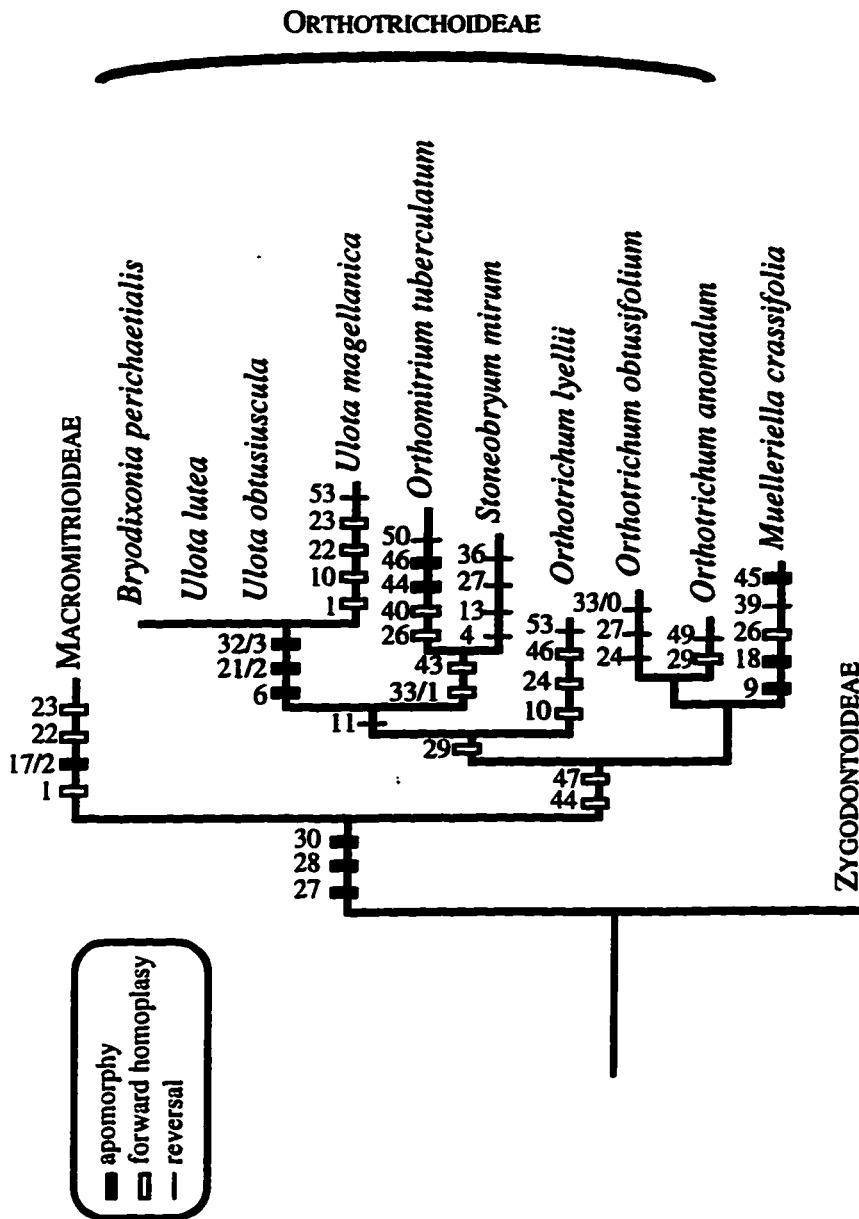 ORTHOTRICHOIDEAE
MACROMITRIOIDEAE
1 17/2 22 23
Bryodixonia perichaetialis
Ulota lutea
Ulota obtusiuscula
Ulota magellanica
1 10 22 23 53
6 21/2 32/3
Orthomitrium tuberculatum
26 40 44 46 50
Stoneobryum mirum
4 13 27 36
33/1 43
11
Orthotrichum lyellii
10 24 46 53
29
Orthotrichum obtusifolium
24 27 33/0
Orthotrichum anomalum
29 49
Muelleriella crassifolia
9 18 26 39 45
44 47
27 28 30
ZYGODONTOIDEAE
apomorphy
forward homoplasy
reversal